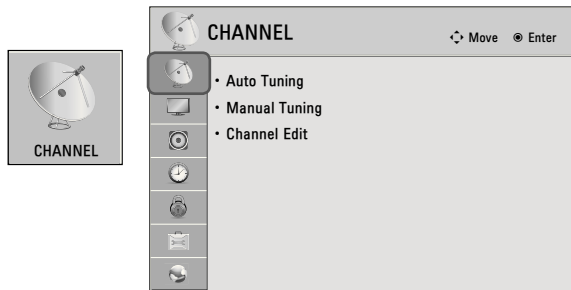 CHANNEL
CHANNEL
Move Enter
• Auto Tuning
• Manual Tuning
• Channel Edit